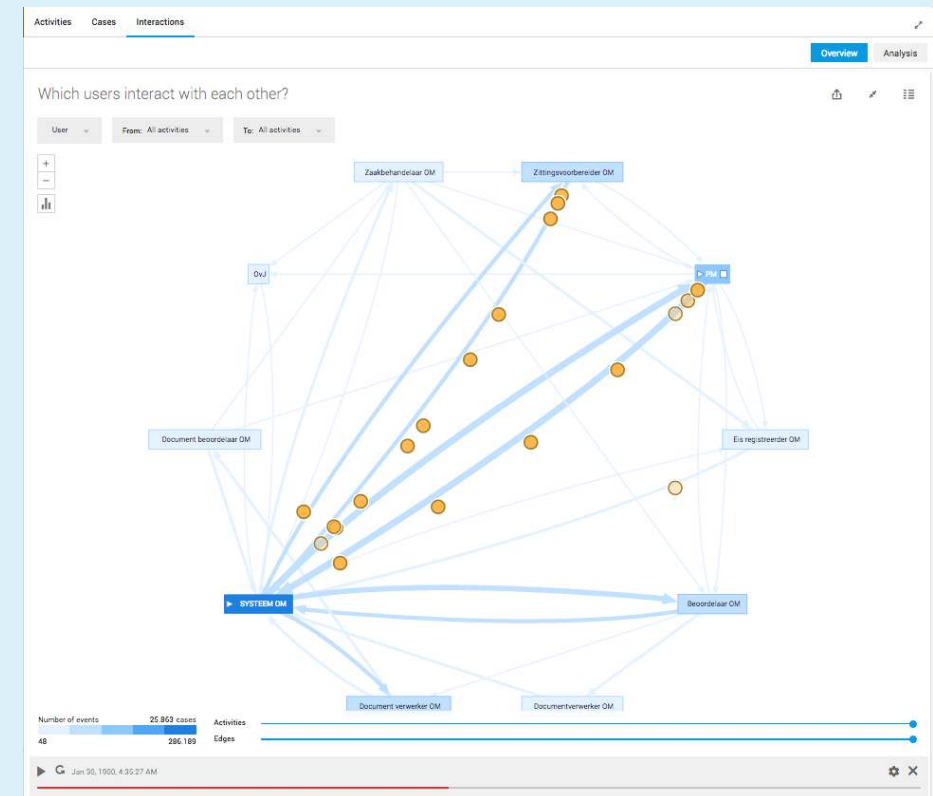 Activities Cases Interactions
Overview Analysis
Which users interact with each other?
User From: All activities To: All activities
Zaakbehandelaar OM Zittingsvoorbereider OM
OvJ PM
Document beoordelaar OM Eis registreerder OM
SYSTEEM OM Beoordelaar OM
Document verwerker OM Documentverwerker OM
Number of events 25.863 cases Activities
48 286.189 Edges
Jan 30, 1900, 4:35:27 AM